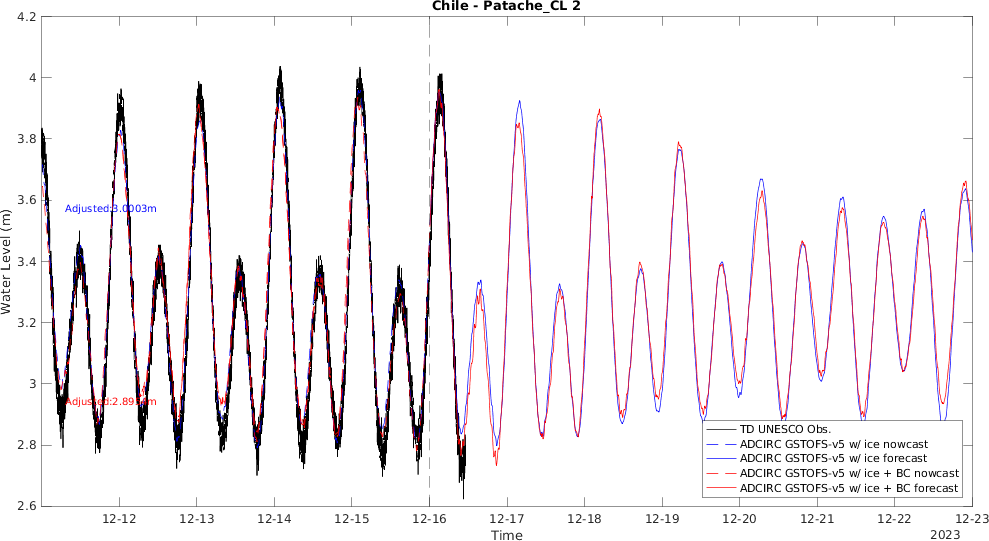 Chile - Patache_CL 2
4.2
4
3.8
3.6
3.4
3.2
3
2.8
2.6
Water Level (m)
Adjusted:3.0003m
TD UNESCO Obs.
ADCIRC GSTOFS-v5 w/ ice nowcast
ADCIRC GSTOFS-v5 w/ ice forecast
ADCIRC GSTOFS-v5 w/ ice + BC nowcast
ADCIRC GSTOFS-v5 w/ ice + BC forecast
12-12
12-13
12-14
12-15
12-16
12-17
12-18
12-19
12-20
12-21
12-22
12-23
Time
2023